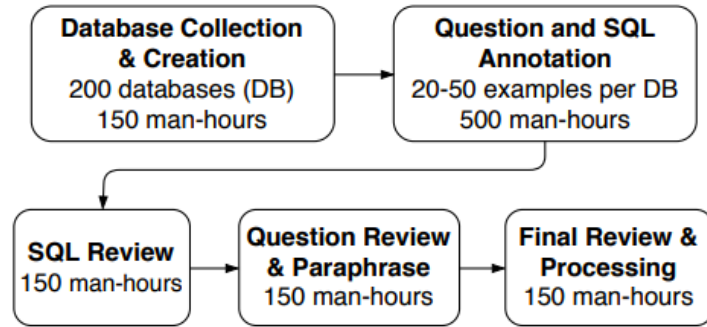 Database Collection
& Creation
200 databases (DB)
150 man-hours
Question and SQL
Annotation
20-50 examples per DB
500 man-hours
SQL Review
150 man-hours
Question Review
& Paraphrase
150 man-hours
Final Review &
Processing
150 man-hours